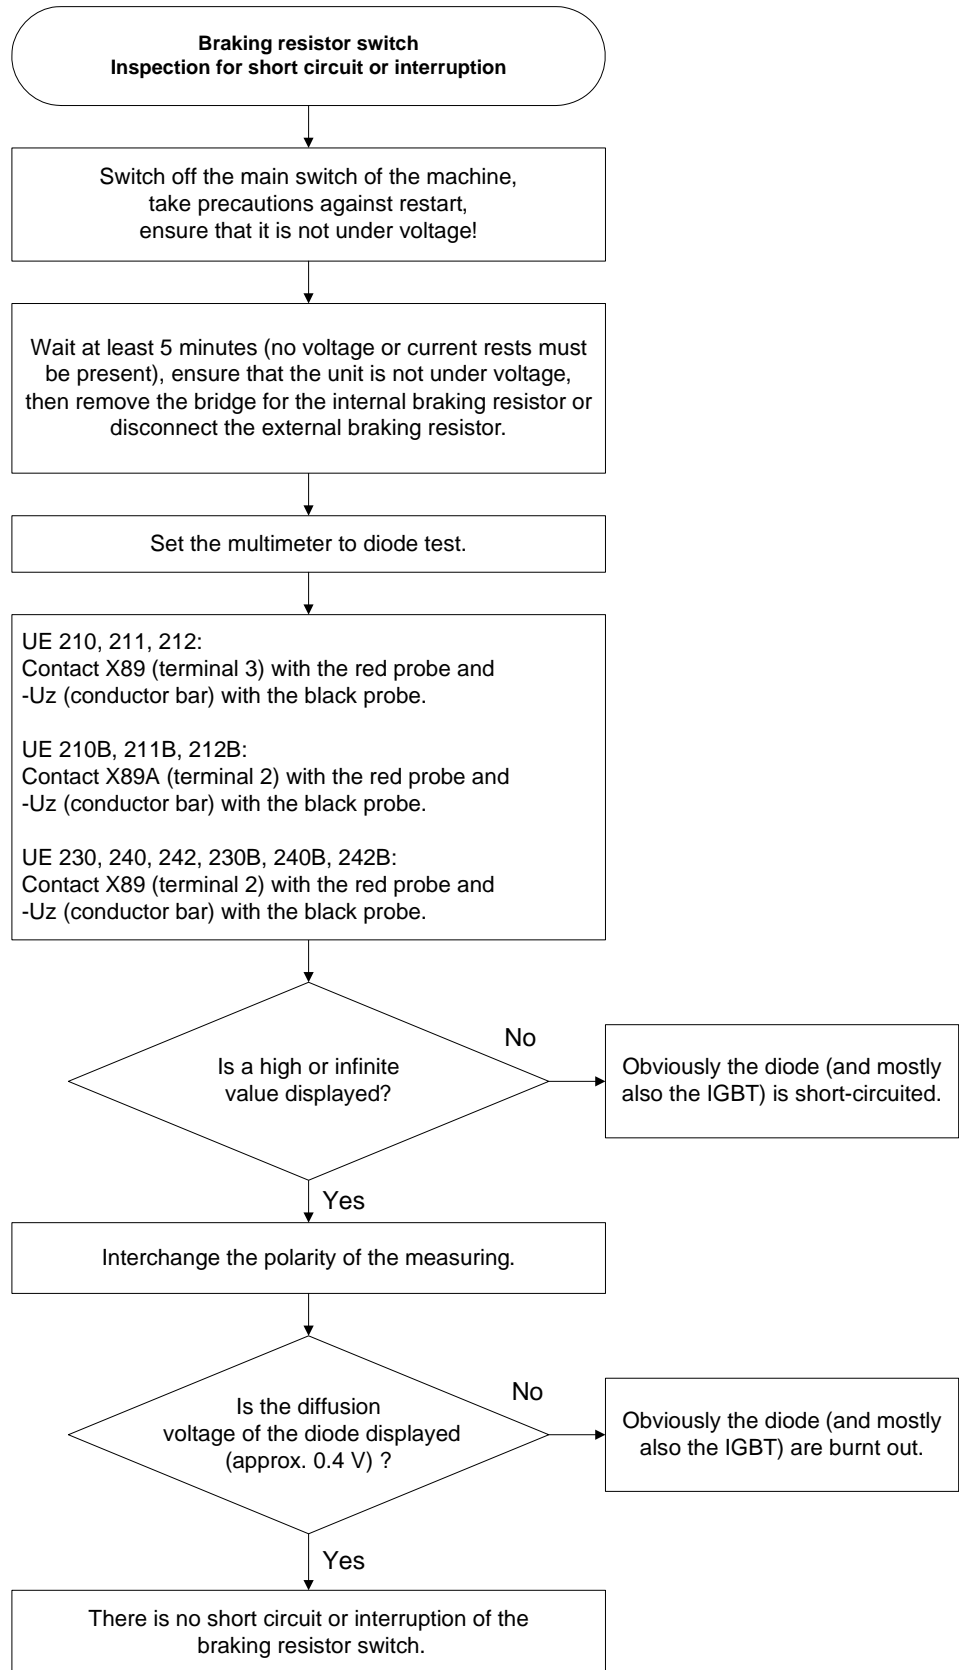 Braking resistor switch
Inspection for short circuit or interruption
Switch off the main switch of the machine,
take precautions against restart,
ensure that it is not under voltage!
Wait at least 5 minutes (no voltage or current rests must
be present), ensure that the unit is not under voltage,
then remove the bridge for the internal braking resistor or
disconnect the external braking resistor.
Set the multimeter to diode test.
UE 210, 211, 212:
Contact X89 (terminal 3) with the red probe and
-Uz (conductor bar) with the black probe.
UE 210B, 211B, 212B:
Contact X89A (terminal 2) with the red probe and
-Uz (conductor bar) with the black probe.
UE 230, 240, 242, 230B, 240B, 242B:
Contact X89 (terminal 2) with the red probe and
-Uz (conductor bar) with the black probe.
Is a high or infinite
value displayed?
No
Obviously the diode (and mostly
also the IGBT) is short-circuited.
Yes
Interchange the polarity of the measuring.
Is the diffusion
voltage of the diode displayed
(approx. 0.4 V) ?
No
Obviously the diode (and mostly
also the IGBT) are burnt out.
Yes
There is no short circuit or interruption of the
braking resistor switch.